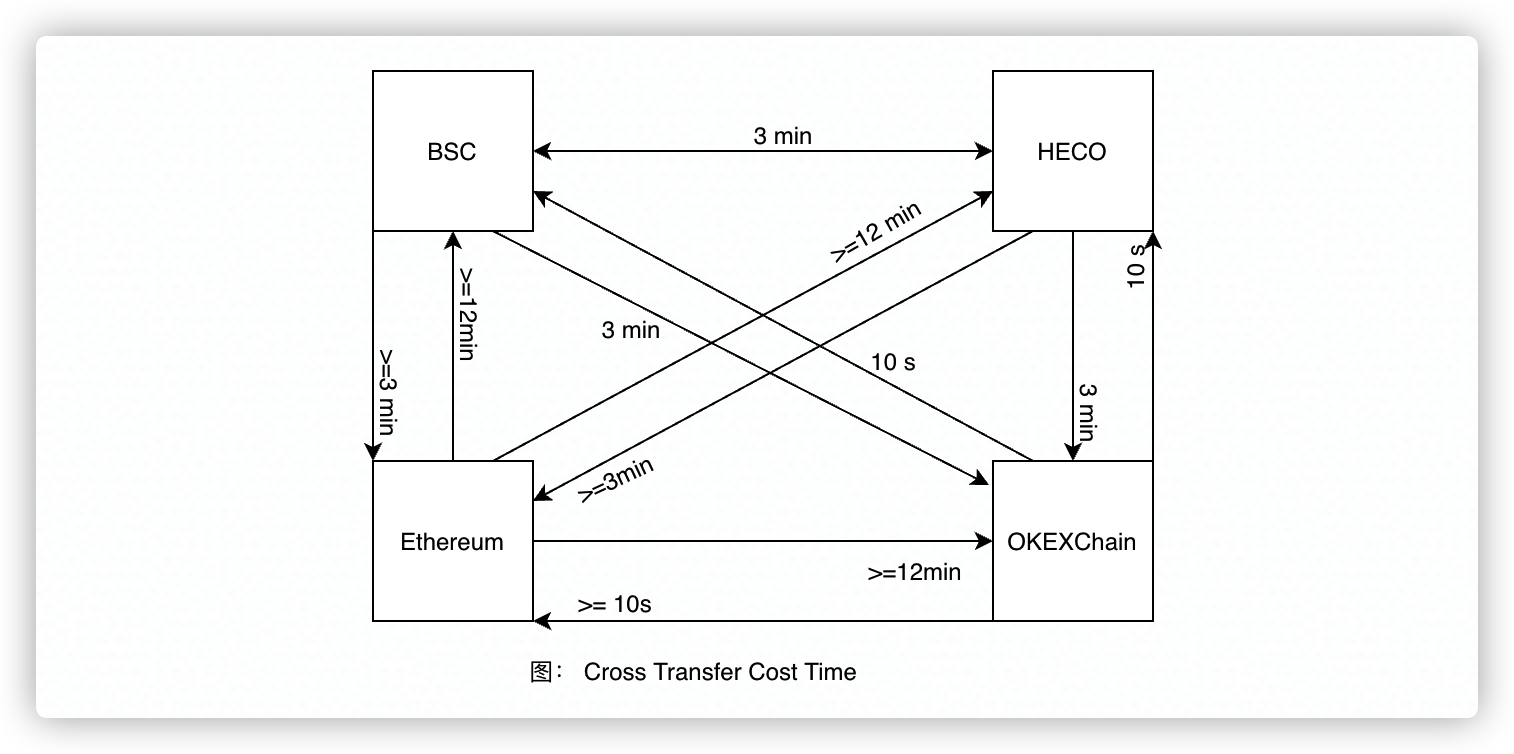 BSC
3 min
HECO
>=12 min
10 s
>=12min
3 min
10 s
>=3 min
3 min
>=3min
Ethereum
OKEXChain
>=12min
>= 10s
图： Cross Transfer Cost Time